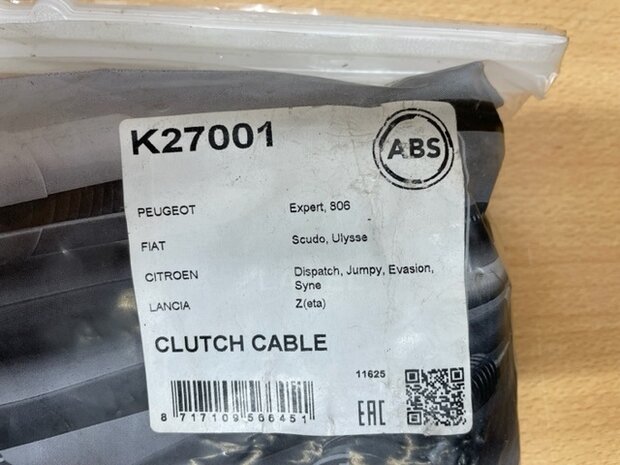 K27001
ABS
PEUGEOT Expert, 806
FIAT Scudo, Ulysse
CITROEN Dispatch, Jumpy, Evasion,
Syne
LANCIA Z(eta)
CLUTCH CABLE
11625
8 717109 566451
EAC